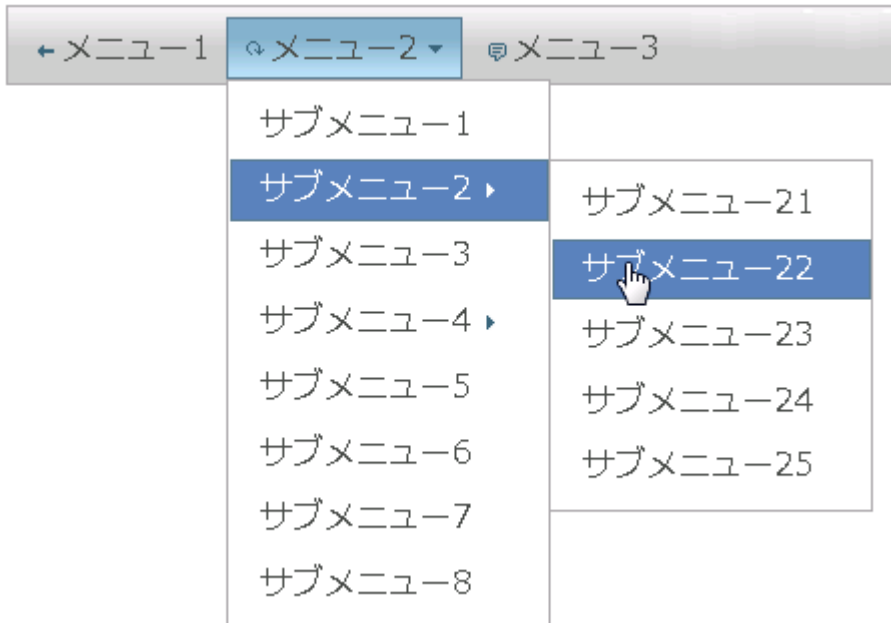 メニュー1 メニュー2 メニュー3
サブメニュー1
サブメニュー2
サブメニュー3
サブメニュー4
サブメニュー5
サブメニュー6
サブメニュー7
サブメニュー8
サブメニュー21
サブメニュー22
サブメニュー23
サブメニュー24
サブメニュー25